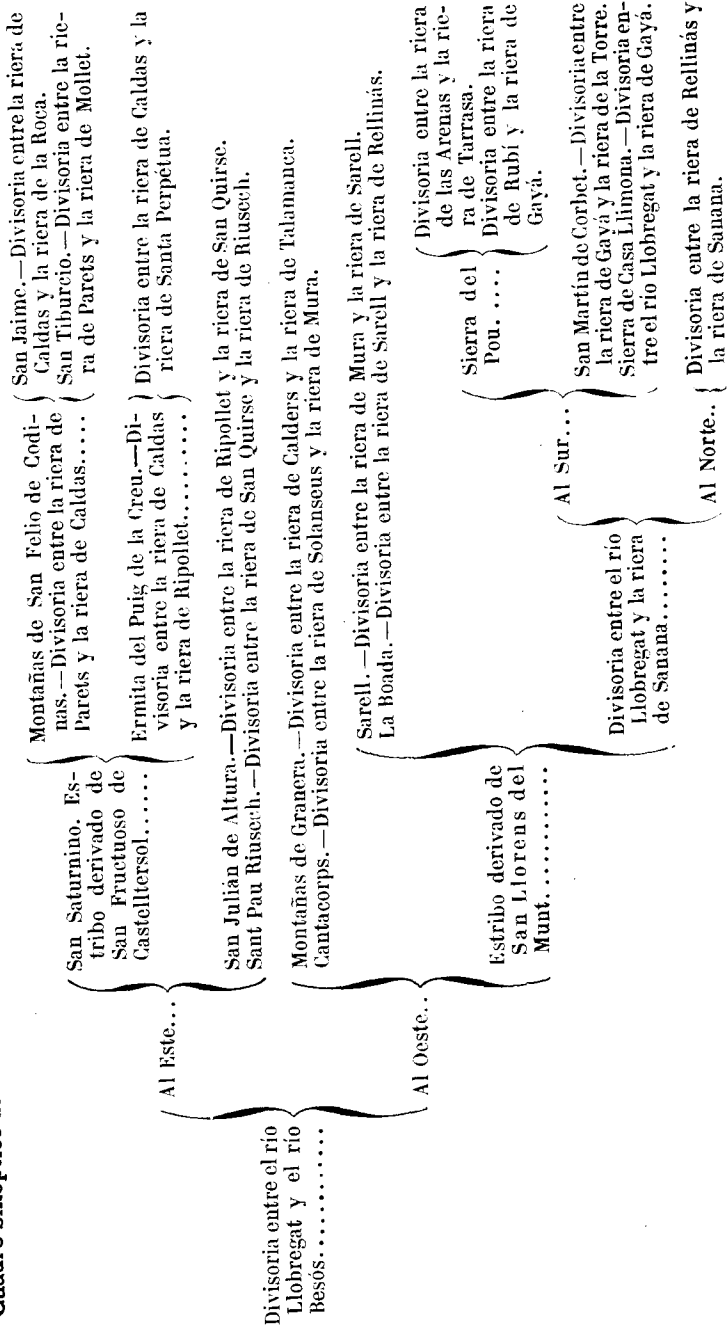 Cuadro sinóptico
Divisoria entre el río
Llobregat y el río
Besós............
Al Este...
San Saturnino. Es-
tribo derivado de
San Fructuoso de
Castelltersol......
Montañas de San Felio de Codi-
nas.—Divisoria entre la riera de
Parets y la riera de Caldas.....
San Jaime.—Divisoria entre la riera de
Caldas y la riera de la Roca.
San Tiburcio.—Divisoria entre la rie-
ra de Parets y la riera de Mollet.
Ermita del Puig de la Creu.—Di-
visoria entre la riera de Caldas
y la riera de Ripollet..........
Divisoria entre la riera de Caldas y la
riera de Santa Perpétua.
San Julián de Altura.—Divisoria entre la riera de Ripollet y la riera de San Quirse.
Sant Pau Riusech.—Divisoria entre la riera de San Quirse y la riera de Riusech.
Al Oeste..
Montañas de Granera.—Divisoria entre la riera de Calders y la riera de Talamanca.
Cantacorps.—Divisoria entre la riera de Solanseus y la riera de Mura.
Estribo derivado de
San Llorens del
Munt.............
Sarell.—Divisoria entre la riera de Mura y la riera de Sarell.
La Boada.—Divisoria entre la riera de Sarell y la riera de Rellinás.
Divisoria entre el río
Llobregat y la riera
de Sanana.........
Al Sur...
Sierra del
Pou.....
Divisoria entre la riera
de las Arenas y la rie-
ra de Tarrasa.
Divisoria entre la riera
de Rubí y la riera de
Gayá.
San Martín de Corbet.—Divisoria entre
la riera de Gayá y la riera de la Torre.
Sierra de Casa Llimona.—Divisoria en-
tre el río Llobregat y la riera de Gayá.
Al Norte..
Divisoria entre la riera de Rellinás y
la riera de Sanana.